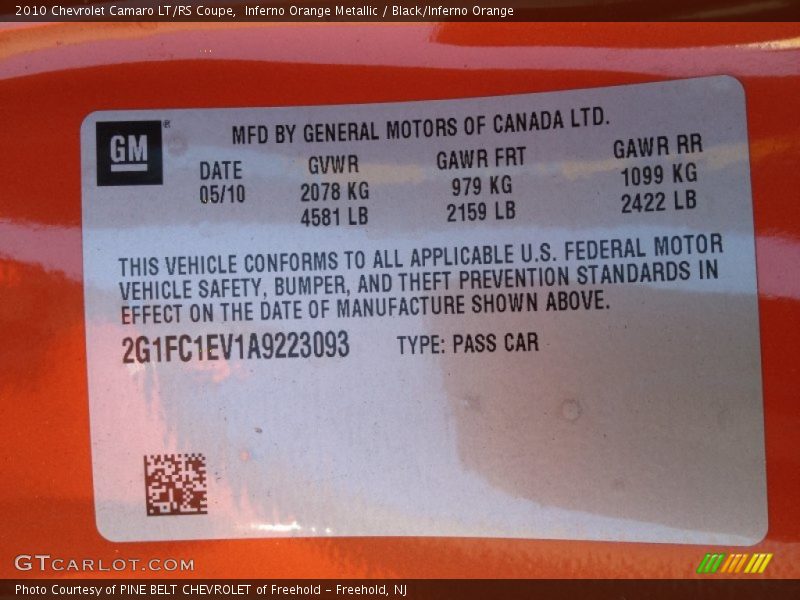 2010 Chevrolet Camaro LT/RS Coupe,  Inferno Orange Metallic / Black/Inferno Orange
GM®
MFD BY GENERAL MOTORS OF CANADA LTD.
DATE GVWR GAWR FRT GAWR RR
05/10 2078 KG 979 KG 1099 KG
4581 LB 2159 LB 2422 LB
THIS VEHICLE CONFORMS TO ALL APPLICABLE U.S. FEDERAL MOTOR
VEHICLE SAFETY, BUMPER, AND THEFT PREVENTION STANDARDS IN
EFFECT ON THE DATE OF MANUFACTURE SHOWN ABOVE.
2G1FC1EV1A9223093 TYPE: PASS CAR
GTCARLOT.COM
Photo Courtesy of PINE BELT CHEVROLET of Freehold - Freehold, NJ